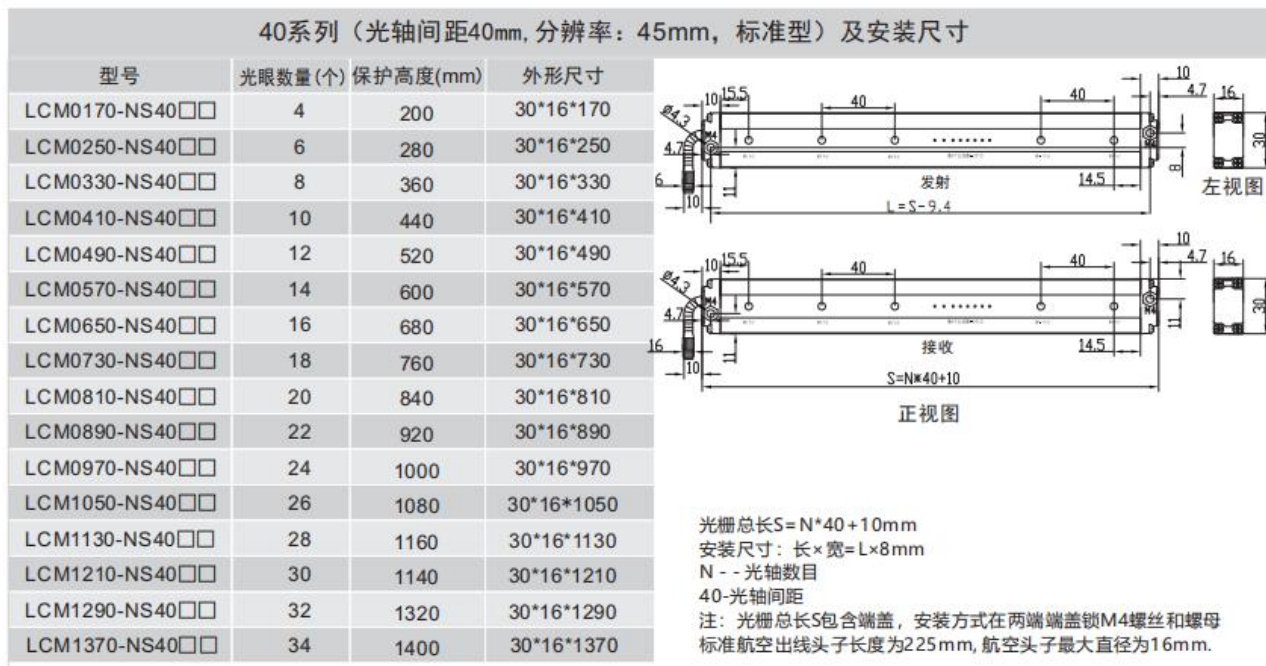 40系列（光轴间距40mm,分辨率：45mm，标准型）及安装尺寸
型号 光眼数量(个) 保护高度(mm) 外形尺寸
LCM0170-NS40□□ 4 200 30*16*170
LCM0250-NS40□□ 6 280 30*16*250
LCM0330-NS40□□ 8 360 30*16*330
LCM0410-NS40□□ 10 440 30*16*410
LCM0490-NS40□□ 12 520 30*16*490
LCM0570-NS40□□ 14 600 30*16*570
LCM0650-NS40□□ 16 680 30*16*650
LCM0730-NS40□□ 18 760 30*16*730
LCM0810-NS40□□ 20 840 30*16*810
LCM0890-NS40□□ 22 920 30*16*890
LCM0970-NS40□□ 24 1000 30*16*970
LCM1050-NS40□□ 26 1080 30*16*1050
LCM1130-NS40□□ 28 1160 30*16*1130
LCM1210-NS40□□ 30 1140 30*16*1210
LCM1290-NS40□□ 32 1320 30*16*1290
LCM1370-NS40□□ 34 1400 30*16*1370
10
10 15.5 40 40 4.7 16
ø4.3
M4
4.7
30
8
6
10
11
发射
14.5
左视图
L=S-9.4
10
10 15.5 40 40 4.7 16
ø4.3
M4
4.7
30
11
16
10
11
接收
14.5
S=N*40+10
正视图
光栅总长S=N*40+10mm
安装尺寸：长×宽=L×8mm
N - - 光轴数目
40-光轴间距
注：光栅总长S包含端盖，安装方式在两端端盖锁M4螺丝和螺母
标准航空出线头子长度为225mm,航空头子最大直径为16mm.